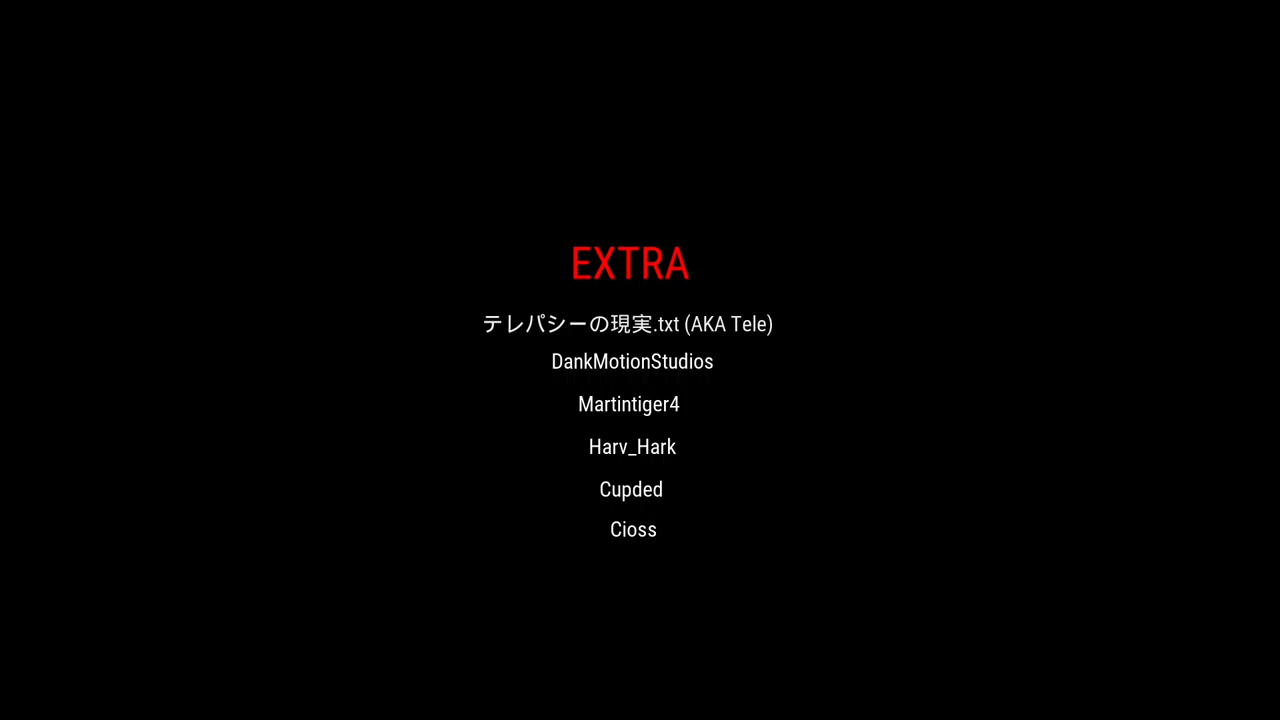 EXTRA
テレパシーの現実.txt (AKA Tele)
DankMotionStudios
Martintiger4
Harv_Hark
Cupded
Cioss